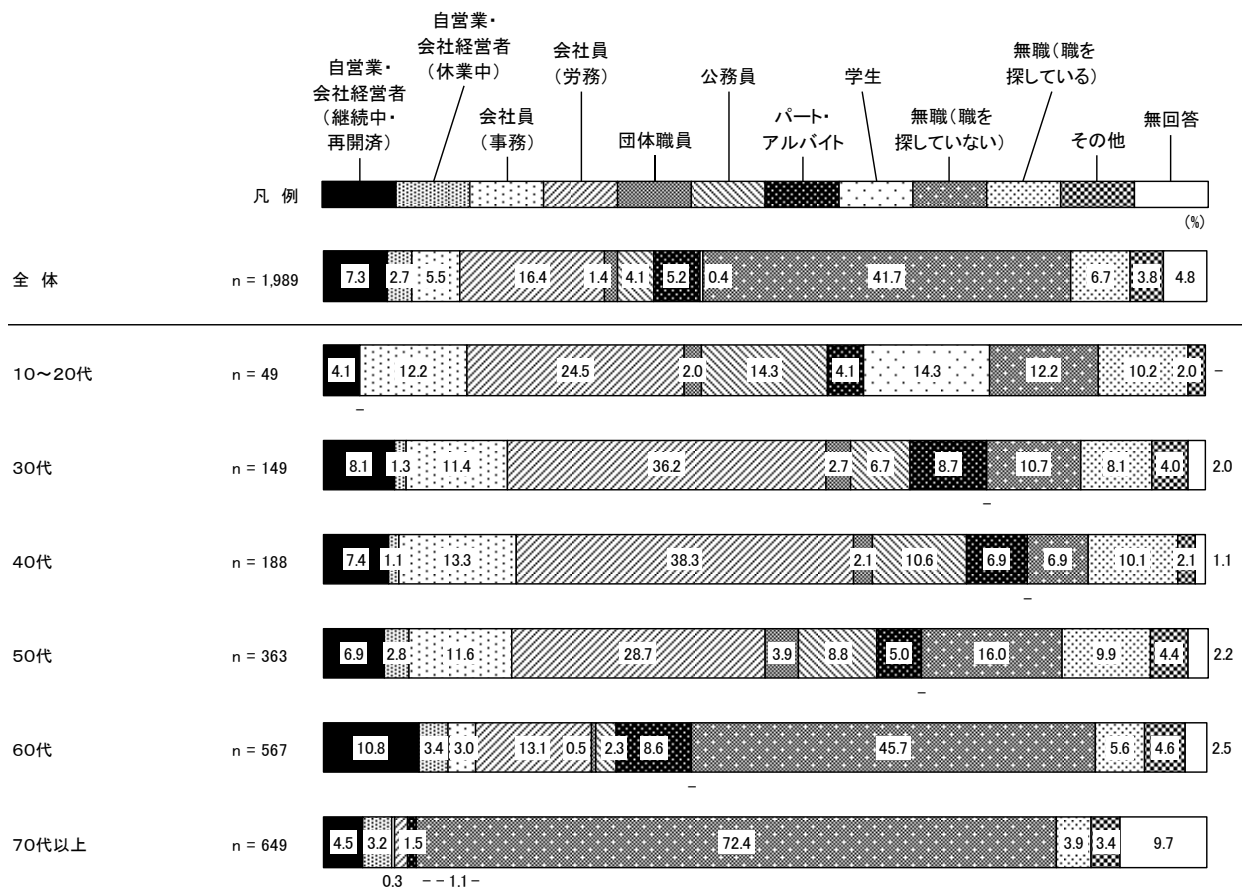 自営業・
会社経営者
(継続中・
再開済)
自営業・
会社経営者
(休業中)
会社員
(事務)
会社員
(労務)
団体職員
公務員
パート・
アルバイト
学生
無職(職を
探していない)
無職(職を
探している)
その他
無回答
凡 例
(%)
全 体 n = 1,989 7.3 2.7 5.5 16.4 1.4 4.1 5.2 0.4 41.7 6.7 3.8 4.8
10～20代 n = 49 4.1 12.2 24.5 2.0 14.3 4.1 14.3 12.2 10.2 2.0 -
-
30代 n = 149 8.1 1.3 11.4 36.2 2.7 6.7 8.7 10.7 8.1 4.0 2.0
-
40代 n = 188 7.4 1.1 13.3 38.3 2.1 10.6 6.9 6.9 10.1 2.1 1.1
-
50代 n = 363 6.9 2.8 11.6 28.7 3.9 8.8 5.0 16.0 9.9 4.4 2.2
-
60代 n = 567 10.8 3.4 3.0 13.1 0.5 2.3 8.6 45.7 5.6 4.6 2.5
-
70代以上 n = 649 4.5 3.2 1.5 72.4 3.9 3.4 9.7
0.3 - - 1.1 -